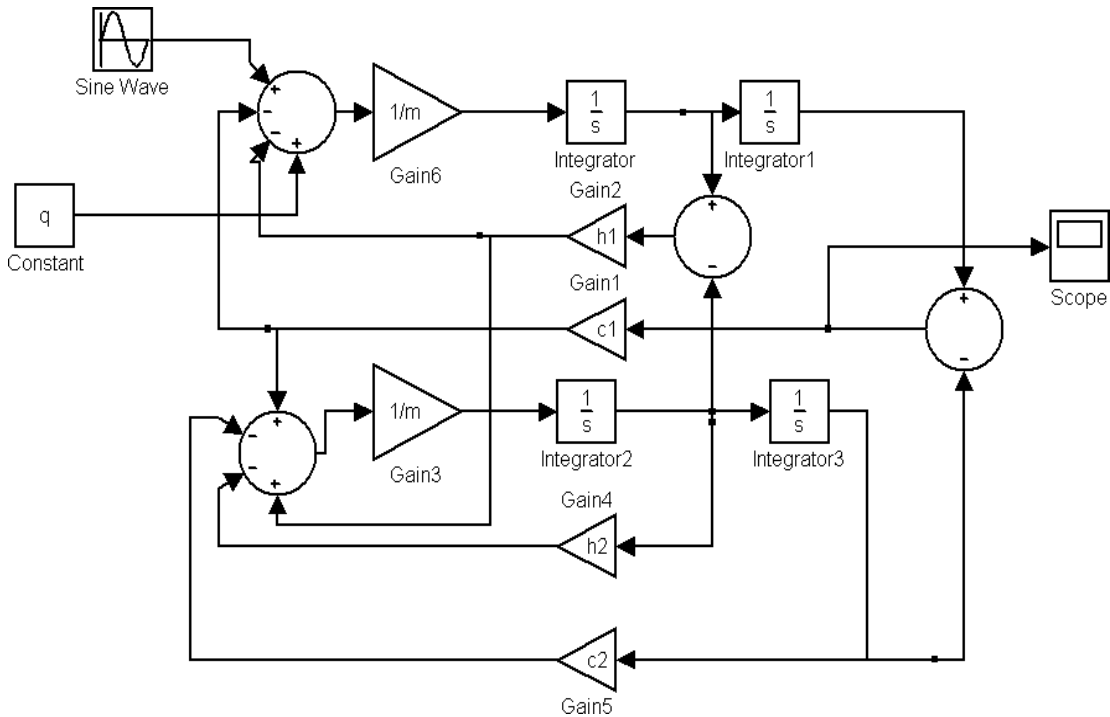 Sine Wave
+
-
-
+
1/m
Gain6
1
s
Integrator
1
s
Integrator1
q
Constant
Gain2
h1
+
-
Scope
Gain1
c1
+
-
+
-
-
+
1/m
Gain3
1
s
Integrator2
1
s
Integrator3
Gain4
h2
c2
Gain5